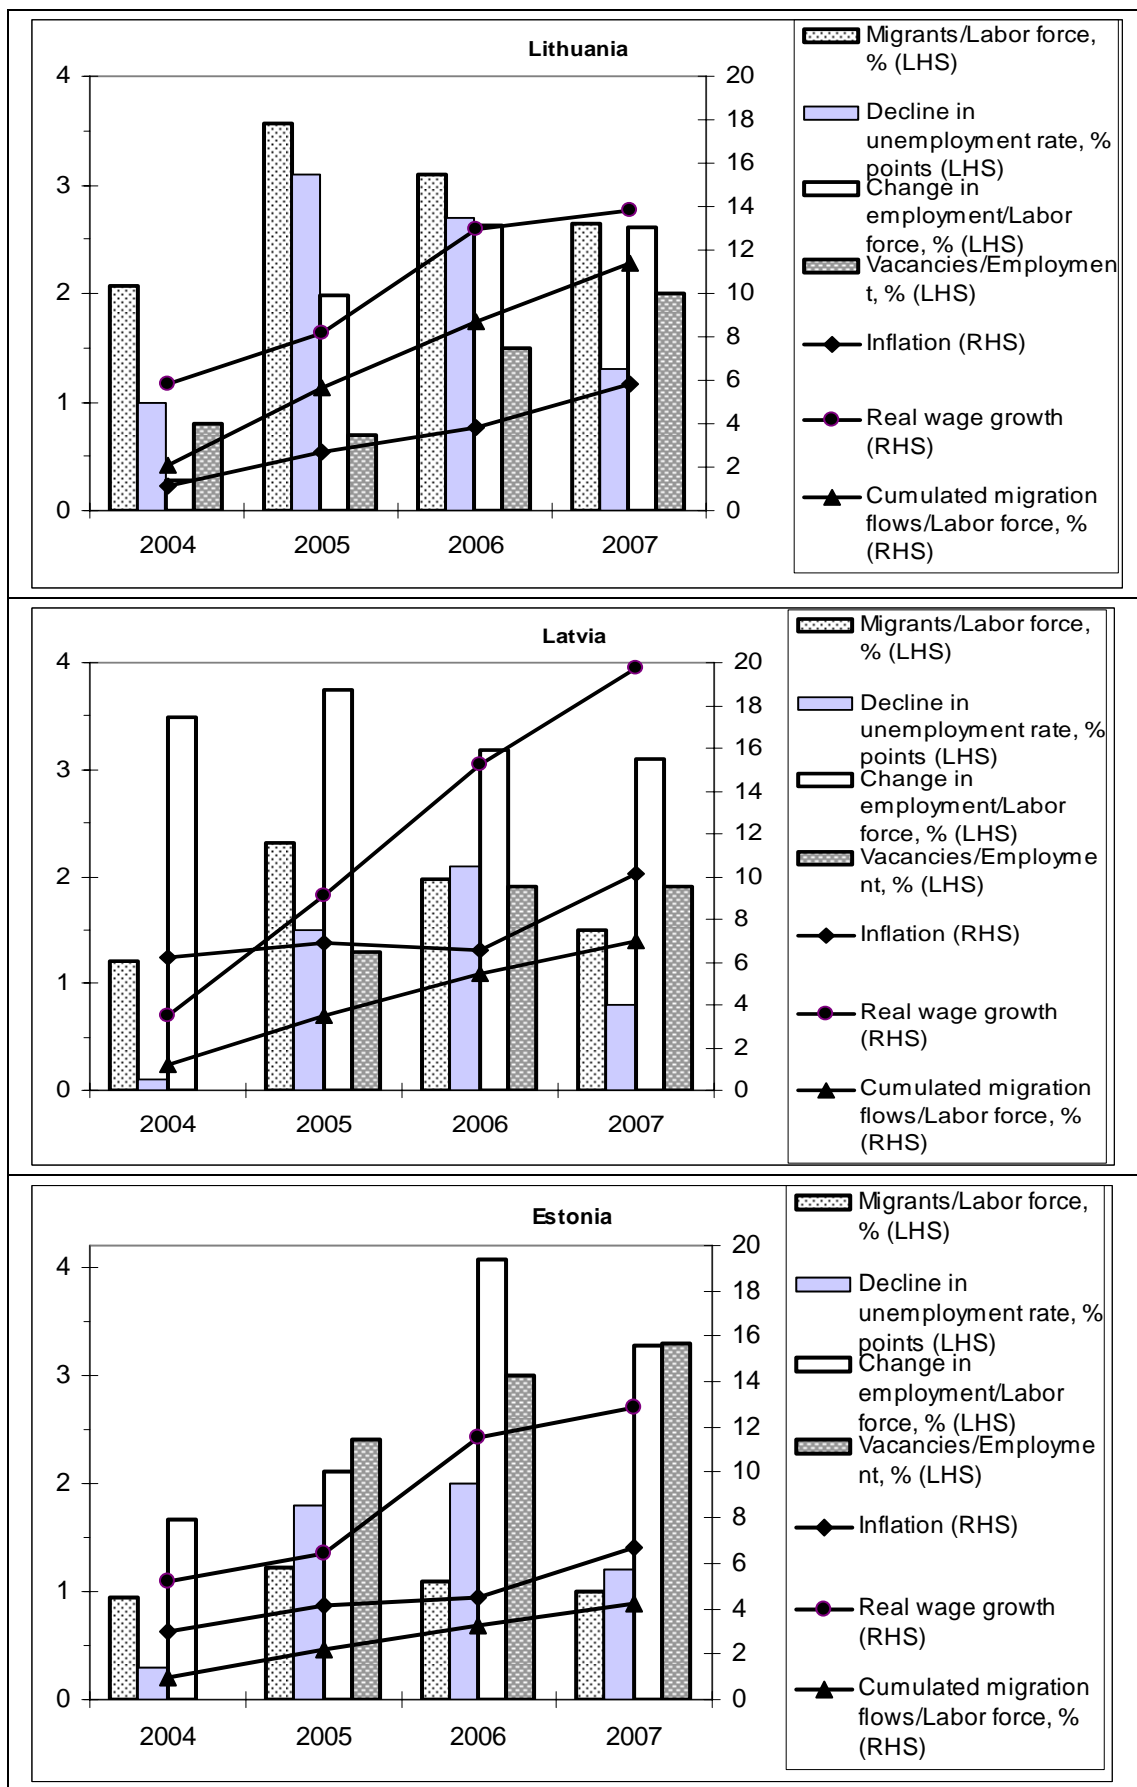 Lithuania
4
3
2
1
0
20
18
16
14
12
10
8
6
4
2
0
2004 2005 2006 2007
Migrants/Labor force,
% (LHS)
Decline in
unemployment rate, %
points (LHS)
Change in
employment/Labor
force, % (LHS)
Vacancies/Employmen
t, % (LHS)
Inflation (RHS)
Real wage growth
(RHS)
Cumulated migration
flows/Labor force, %
(RHS)
Latvia
4
3
2
1
0
20
18
16
14
12
10
8
6
4
2
0
2004 2005 2006 2007
Migrants/Labor force,
% (LHS)
Decline in
unemployment rate, %
points (LHS)
Change in
employment/Labor
force, % (LHS)
Vacancies/Employme
nt, % (LHS)
Inflation (RHS)
Real wage growth
(RHS)
Cumulated migration
flows/Labor force, %
(RHS)
Estonia
4
3
2
1
0
20
18
16
14
12
10
8
6
4
2
0
2004 2005 2006 2007
Migrants/Labor force,
% (LHS)
Decline in
unemployment rate, %
points (LHS)
Change in
employment/Labor
force, % (LHS)
Vacancies/Employme
nt, % (LHS)
Inflation (RHS)
Real wage growth
(RHS)
Cumulated migration
flows/Labor force, %
(RHS)